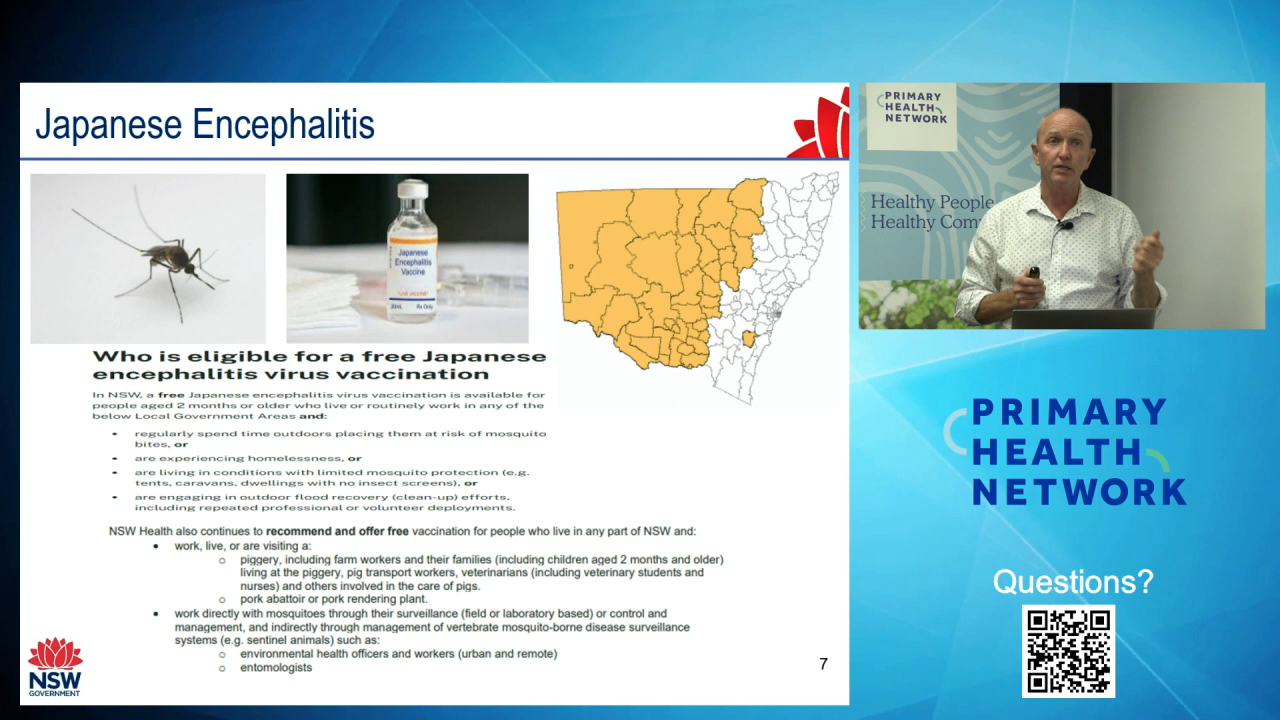 Japanese Encephalitis
Japanese
Encephalitis
Vaccine
Rx Only
Who is eligible for a free Japanese
encephalitis virus vaccination
In NSW, a free Japanese encephalitis virus vaccination is available for
people aged 2 months or older who live or routinely work in any of the
below Local Government Areas and:
• regularly spend time outdoors placing them at risk of mosquito
bites, or
• are experiencing homelessness, or
• are living in conditions with limited mosquito protection (e.g.
tents, caravans, dwellings with no insect screens), or
• are engaging in outdoor flood recovery (clean-up) efforts,
including repeated professional or volunteer deployments.
NSW Health also continues to recommend and offer free vaccination for people who live in any part of NSW and:
• work, live, or are visiting a:
o piggery, including farm workers and their families (including children aged 2 months and older)
living at the piggery, pig transport workers, veterinarians (including veterinary students and
nurses) and others involved in the care of pigs.
o pork abattoir or pork rendering plant.
• work directly with mosquitoes through their surveillance (field or laboratory based) or control and
management, and indirectly through management of vertebrate mosquito-borne disease surveillance
systems (e.g. sentinel animals) such as:
o environmental health officers and workers (urban and remote)
o entomologists
7
NSW
GOVERNMENT
PRIMARY
HEALTH
NETWORK
Healthy People
Healthy Com
PRIMARY
HEALTH
NETWORK
Questions?